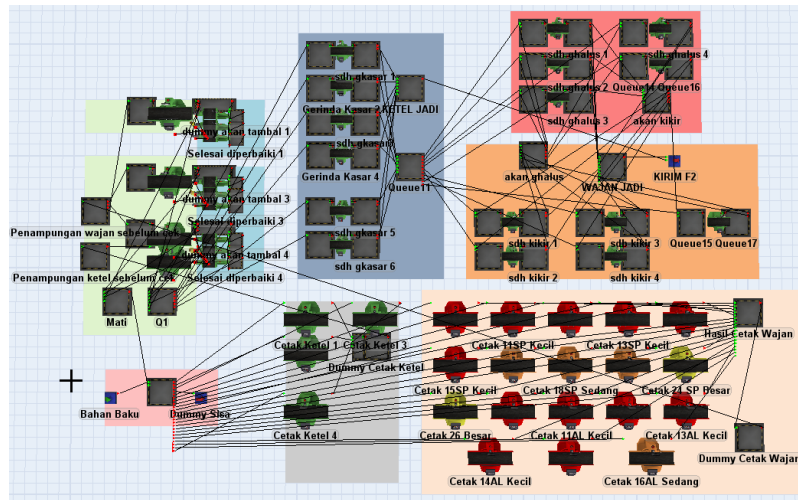 sdh ghalus 1
sdh ghalus 4
sdh gkasar 1
sdh ghalus 2
Queue14
Queue16
Gerinda Kasar 2
KETEL JADI
sdh ghalus 3
akan kikir
dummy akan tambal 1
Selesai diperbaiki 1
Gerinda Kasar 4
Queue11
akan ghalus
WAJAN JADI
KIRIM F2
dummy akan tambal 3
Selesai diperbaiki 3
Penampungan wajan sebelum cek
sdh gkasar 5
sdh kikir 1
sdh kikir 3
Queue15
Queue17
dummy akan tambal 4
Penampungan ketel sebelum cek
Selesai diperbaiki 4
sdh gkasar 6
sdh kikir 2
sdh kikir 4
Mati
Q1
Hasil Cetak Wajan
Cetak Ketel 1
Cetak Ketel 3
Cetak 11SP Kecil
Cetak 13SP Kecil
Dummy Cetak Ketel
Cetak 15SP Kecil
Cetak 18SP Sedang
Cetak 24 SP Besar
Bahan Baku
Dummy Sisa
Cetak Ketel 4
Cetak 26 Besar
Cetak 11AL Kecil
Cetak 13AL Kecil
Dummy Cetak Wajan
Cetak 14AL Kecil
Cetak 16AL Sedang